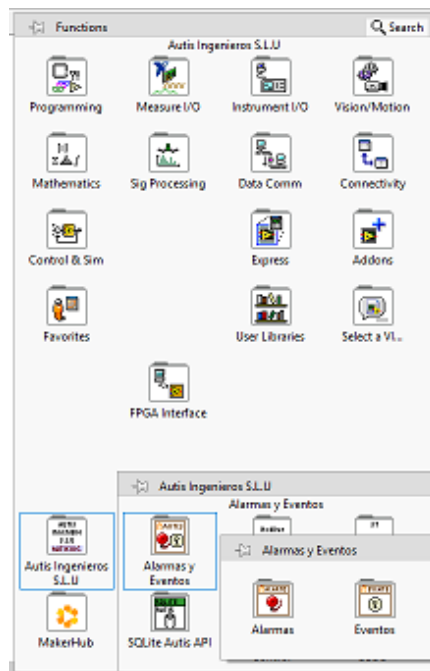 Functions
Search
Autis Ingenieros S.L.U
Programming
Measure I/O
Instrument I/O
Vision/Motion
Mathematics
Sig Processing
Data Comm
Connectivity
Control & Sim
Express
Addons
Favorites
User Libraries
Select a VI...
FPGA Interface
Autis Ingenieros S.L.U
Alarmas y Eventos
Autis Ingenieros S.L.U
Alarmas y Eventos
Alarmas y Eventos
Alarmas
Eventos
MakerHub
SQLite Autis API